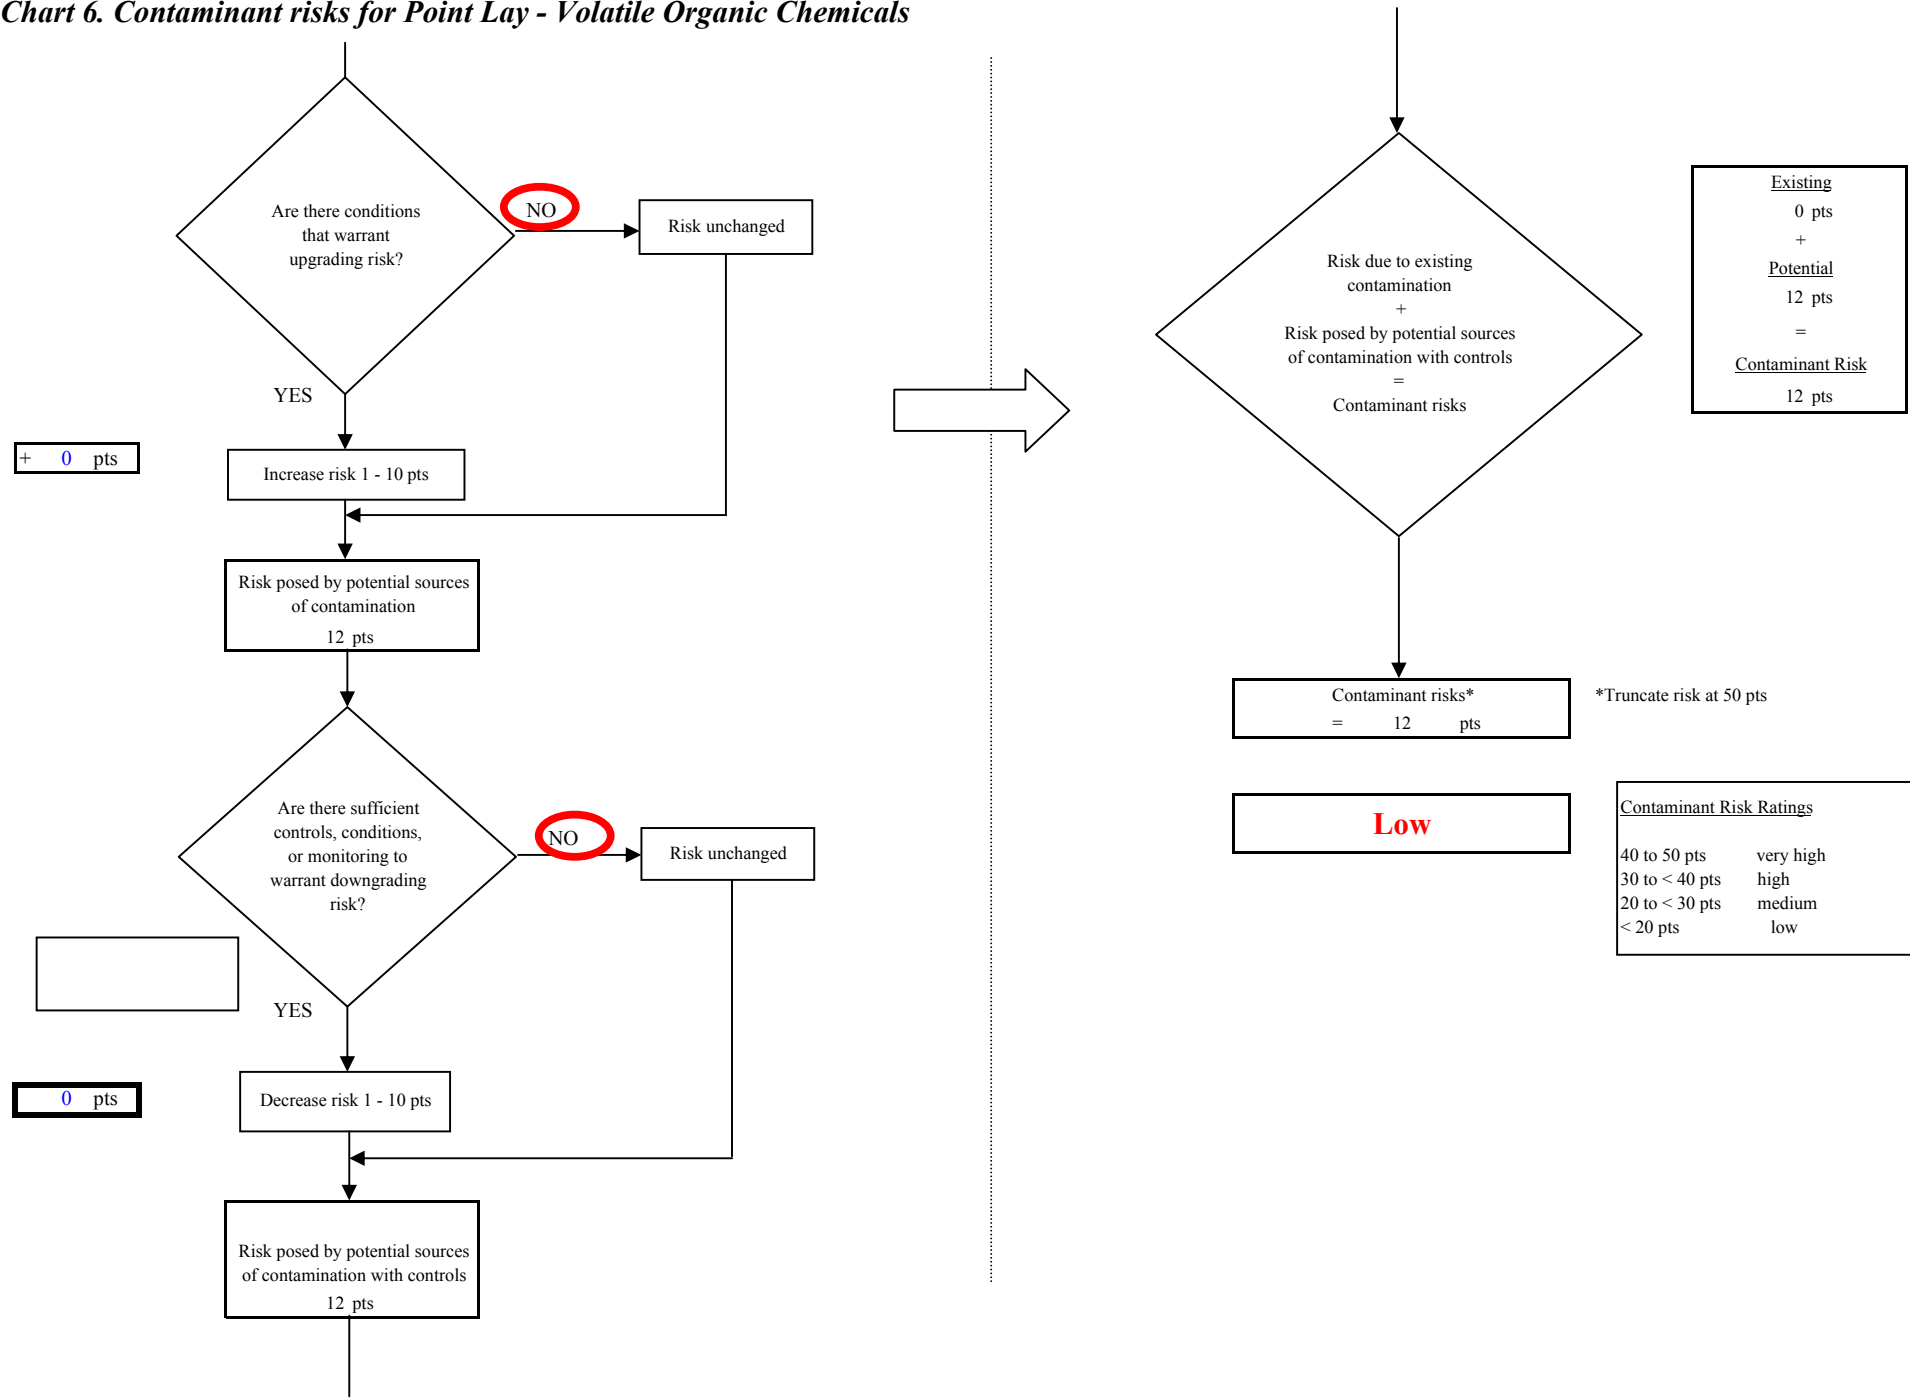 Chart 6. Contaminant risks for Point Lay - Volatile Organic Chemicals
Are there conditions
that warrant
upgrading risk?
NO
Risk unchanged
YES
+ 0 pts
Increase risk 1 - 10 pts
Risk posed by potential sources
of contamination
12 pts
Are there sufficient
controls, conditions,
or monitoring to
warrant downgrading
risk?
NO
Risk unchanged
YES
0 pts
Decrease risk 1 - 10 pts
Risk posed by potential sources
of contamination with controls
12 pts
Risk due to existing
contamination
+
Risk posed by potential sources
of contamination with controls
=
Contaminant risks
Existing
0 pts
+
Potential
12 pts
=
Contaminant Risk
12 pts
Contaminant risks*
= 12 pts
*Truncate risk at 50 pts
Low
Contaminant Risk Ratings
40 to 50 pts very high
30 to < 40 pts high
20 to < 30 pts medium
< 20 pts low